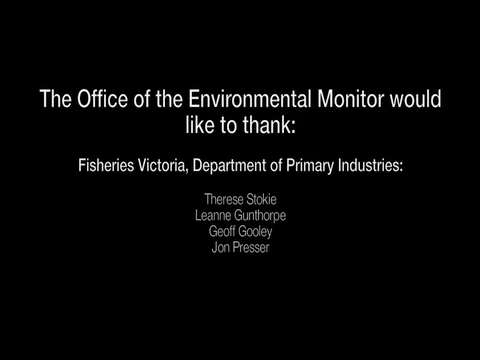 The Office of the Environmental Monitor would
like to thank:
Fisheries Victoria, Department of Primary Industries:
Therese Stokie
Leanne Gunthorpe
Geoff Gooley
Jon Presser